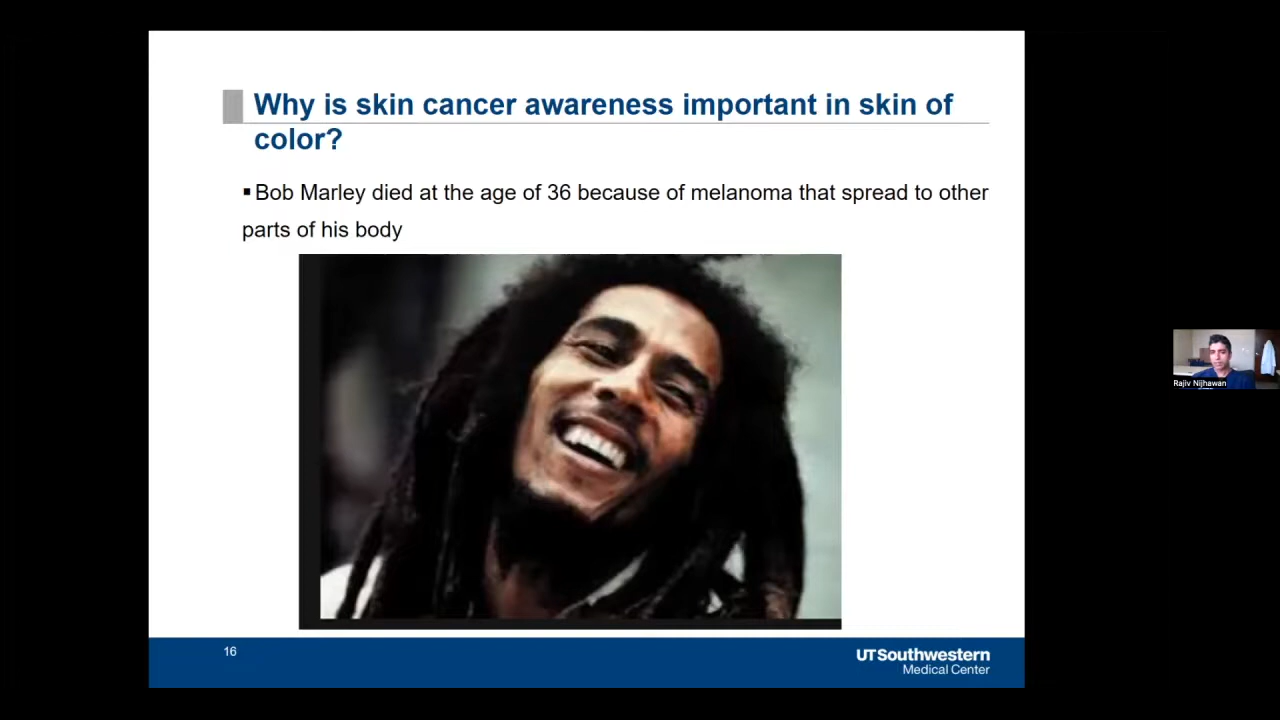 Why is skin cancer awareness important in skin of
color?
▪Bob Marley died at the age of 36 because of melanoma that spread to other
parts of his body
Rajiv Nijhawan
16
UTSouthwestern
Medical Center